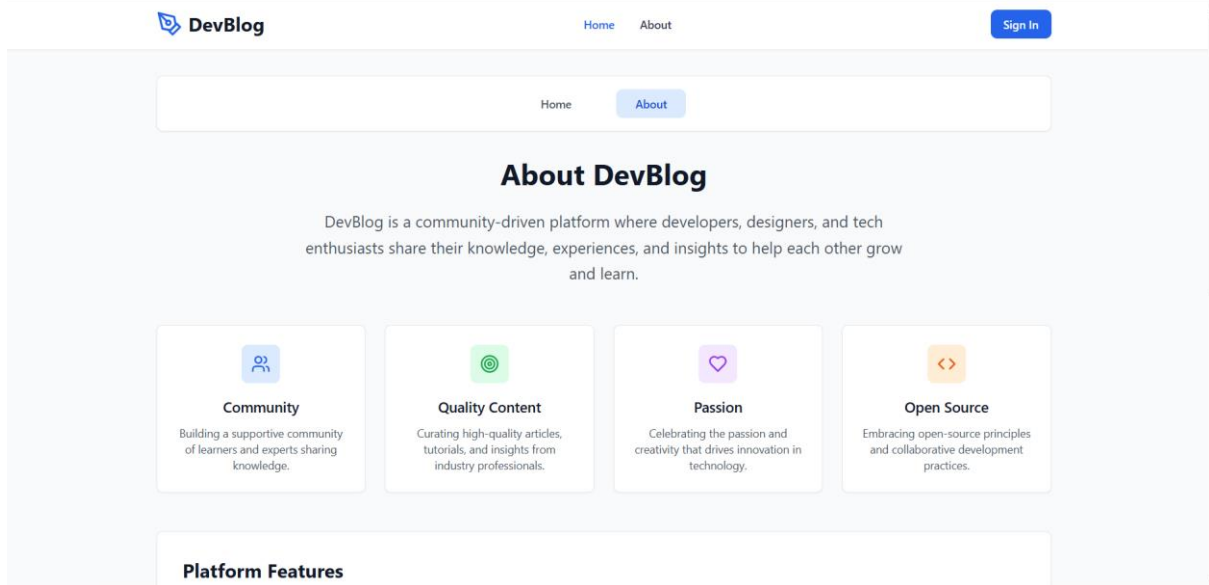 DevBlog
Home About
Sign In
Home About
About DevBlog
DevBlog is a community-driven platform where developers, designers, and tech
enthusiasts share their knowledge, experiences, and insights to help each other grow
and learn.
Community
Building a supportive community
of learners and experts sharing
knowledge.
Quality Content
Curating high-quality articles,
tutorials, and insights from
industry professionals.
Passion
Celebrating the passion and
creativity that drives innovation in
technology.
Open Source
Embracing open-source principles
and collaborative development
practices.
Platform Features